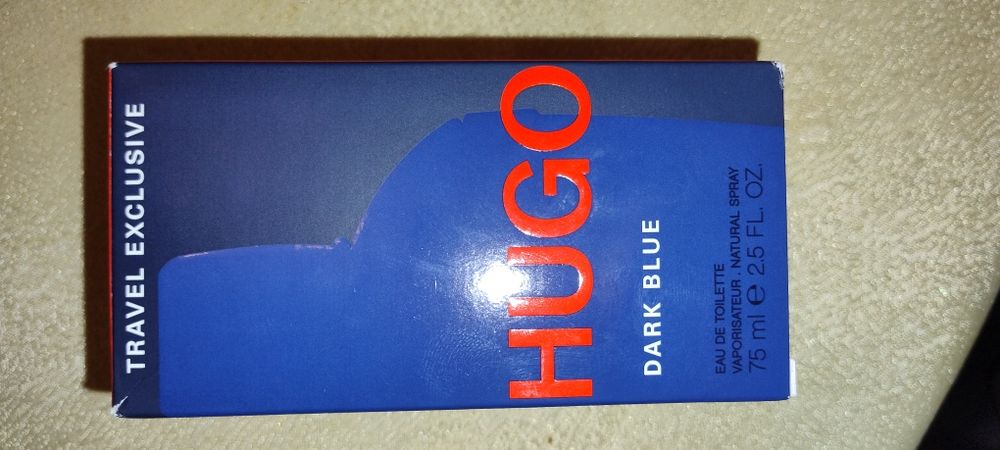 TRAVEL EXCLUSIVE
HUGO
DARK BLUE
EAU DE TOILETTE
VAPORISATEUR . NATURAL SPRAY
75 ml e 2.5 FL. OZ.